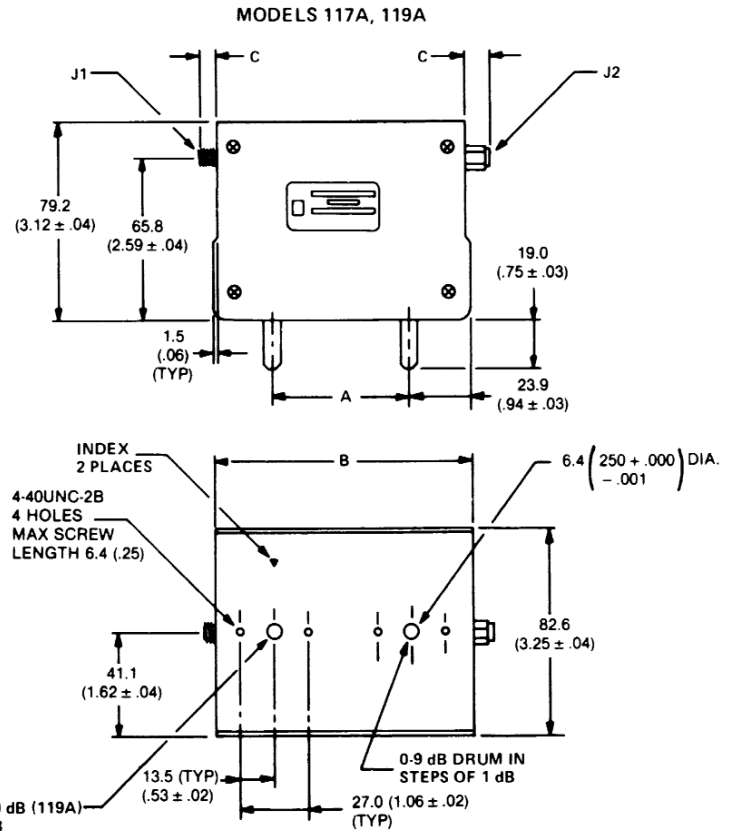 MODELS 117A, 119A
C
C
J1
J2
79.2
(3.12 ± .04)
65.8
(2.59 ± .04)
19.0
(.75 ± .03)
1.5
(.06)
(TYP)
A
23.9
(.94 ± .03)
INDEX
2 PLACES
B
6.4 (250 + .000) DIA.
- .001
4-40UNC-2B
4 HOLES
MAX SCREW
LENGTH 6.4 (.25)
82.6
(3.25 ± .04)
41.1
(1.62 ± .04)
0-9 dB DRUM IN
STEPS OF 1 dB
13.5 (TYP)
(.53 ± .02)
27.0 (1.06 ± .02)
(TYP)
dB (119A)